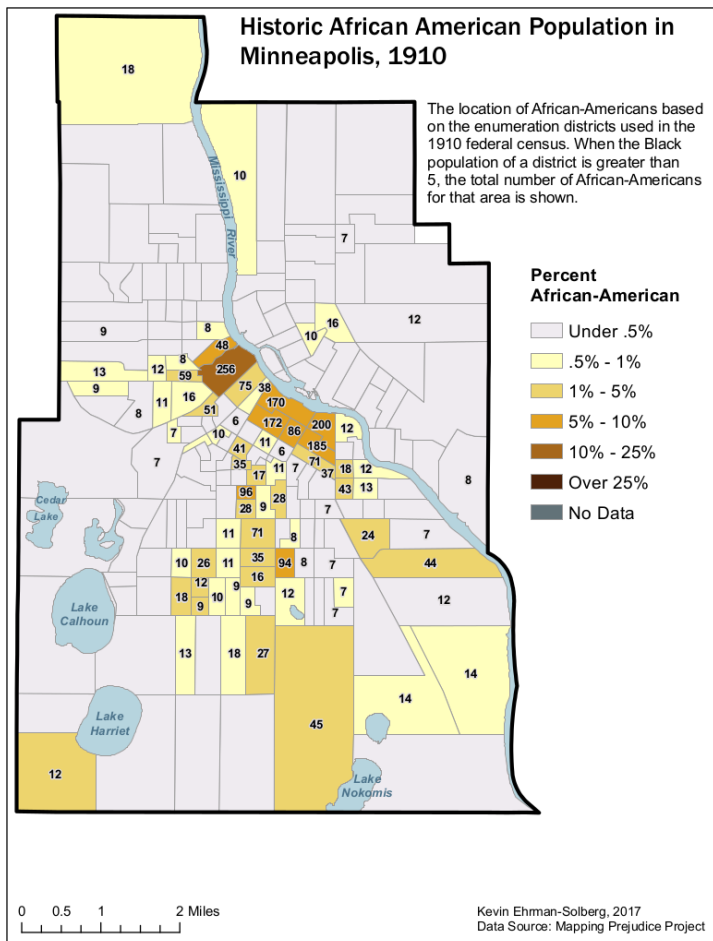 Historic African American Population in
Minneapolis, 1910
The location of African-Americans based
on the enumeration districts used in the
1910 federal census. When the Black
population of a district is greater than
5, the total number of African-Americans
for that area is shown.
Percent
African-American
Under .5%
.5% - 1%
1% - 5%
5% - 10%
10% - 25%
Over 25%
No Data
18
Mississippi River
10
7
12
16
10
9
8
48
8
13
12
59
256
9
75
38
16
11
8
51
170
6
172
86
200
12
7
10
11
185
41
6
71
7
35
17
11
7
37
18
12
43
13
8
96
28
9
28
7
Cedar
Lake
11
71
8
24
7
10
26
11
35
94
8
7
44
16
12
18
9
10
9
9
12
7
7
12
Lake
Calhoun
13
18
27
14
14
45
Lake
Harriet
12
Lake
Nokomis
0 0.5 1 2 Miles
Kevin Ehrman-Solberg, 2017
Data Source: Mapping Prejudice Project